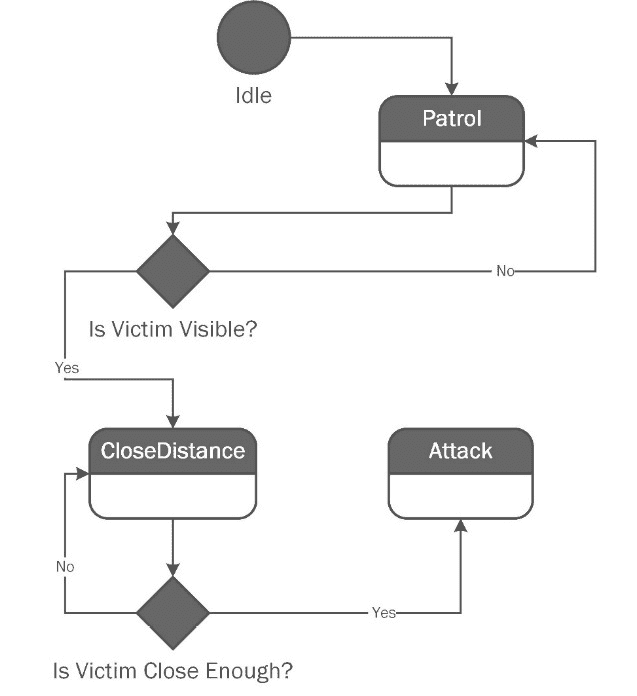 Idle
Patrol
No
Is Victim Visible?
Yes
CloseDistance
Attack
No
Yes
Is Victim Close Enough?